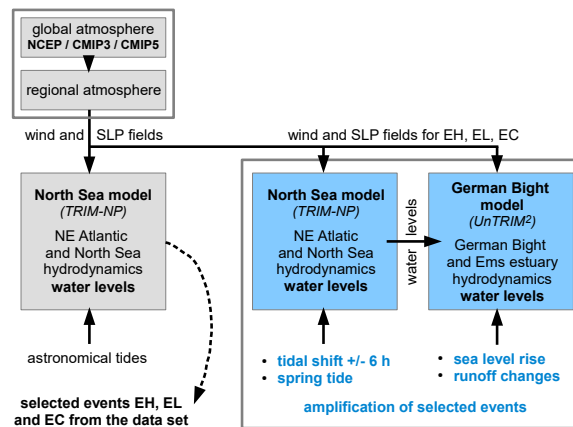 global atmosphere
NCEP / CMIP3 / CMIP5
regional atmosphere
wind and SLP fields
wind and SLP fields for EH, EL, EC
North Sea model
(TRIM-NP)
NE Atlantic
and North Sea
hydrodynamics
water levels
astronomical tides
selected events EH, EL
and EC from the data set
North Sea model
(TRIM-NP)
NE Atlatic
and North Sea
hydrodynamics
water levels
water levels
German Bight
model
(UnTRIM²)
German Bight
and Ems estuary
hydrodynamics
water levels
• tidal shift +/- 6 h
• spring tide
• sea level rise
• runoff changes
amplification of selected events